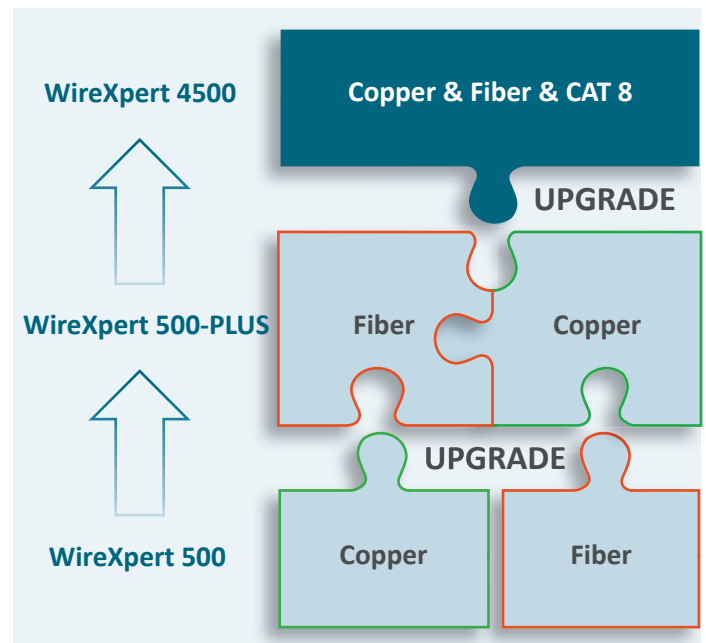 WireXpert 4500
Copper & Fiber & CAT 8
UPGRADE
WireXpert 500-PLUS
Fiber
Copper
UPGRADE
WireXpert 500
Copper
Fiber